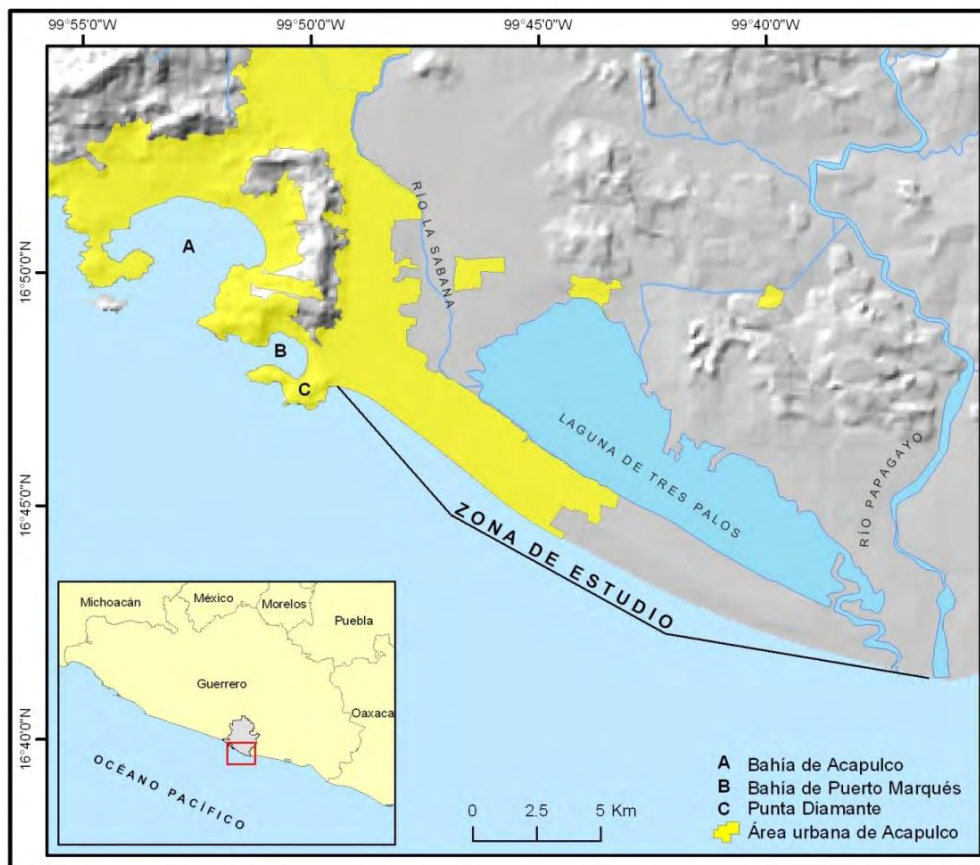 99°55'0"W
99°50'0"W
99°45'0"W
99°40'0"W
16°50'0"N
16°45'0"N
16°40'0"N
A
B
C
RÍO LA SABANA
LAGUNA DE TRES PALOS
RÍO PAPAGAYO
ZONA DE ESTUDIO
Michoacán
México
Morelos
Puebla
Guerrero
Oaxaca
OCÉANO PACÍFICO
0 2.5 5 Km
A Bahía de Acapulco
B Bahía de Puerto Marqués
C Punta Diamante
Área urbana de Acapulco